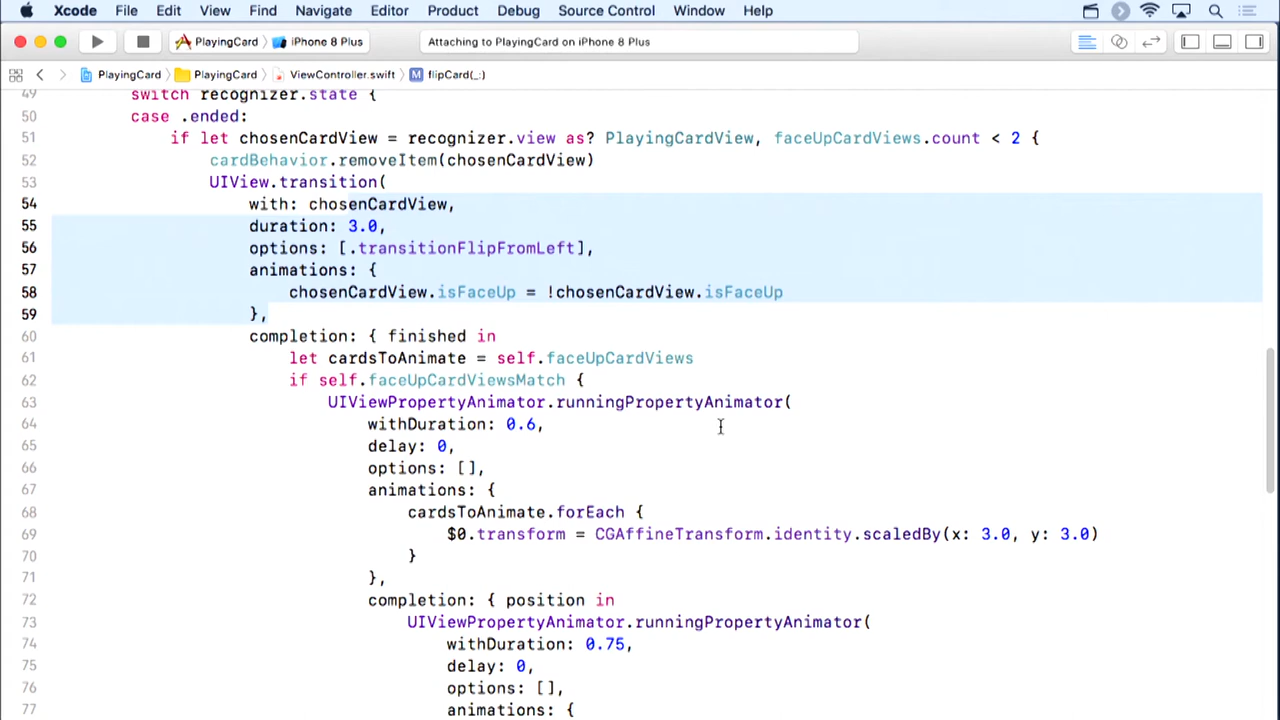 Xcode File Edit View Find Navigate Editor Product Debug Source Control Window Help
PlayingCard iPhone 8 Plus Attaching to PlayingCard on iPhone 8 Plus
PlayingCard PlayingCard ViewController.swift M flipCard(_:)
49 switch recognizer.state {
50 case .ended:
51 if let chosenCardView = recognizer.view as? PlayingCardView, faceUpCardViews.count < 2 {
52 cardBehavior.removeItem(chosenCardView)
53 UIView.transition(
54 with: chosenCardView,
55 duration: 3.0,
56 options: [.transitionFlipFromLeft],
57 animations: {
58 chosenCardView.isFaceUp = !chosenCardView.isFaceUp
59 },
60 completion: { finished in
61 let cardsToAnimate = self.faceUpCardViews
62 if self.faceUpCardViewsMatch {
63 UIViewPropertyAnimator.runningPropertyAnimator(
64 withDuration: 0.6,
65 delay: 0,
66 options: [],
67 animations: {
68 cardsToAnimate.forEach {
69 $0.transform = CGAffineTransform.identity.scaledBy(x: 3.0, y: 3.0)
70 }
71 },
72 completion: { position in
73 UIViewPropertyAnimator.runningPropertyAnimator(
74 withDuration: 0.75,
75 delay: 0,
76 options: [],
77 animations: {